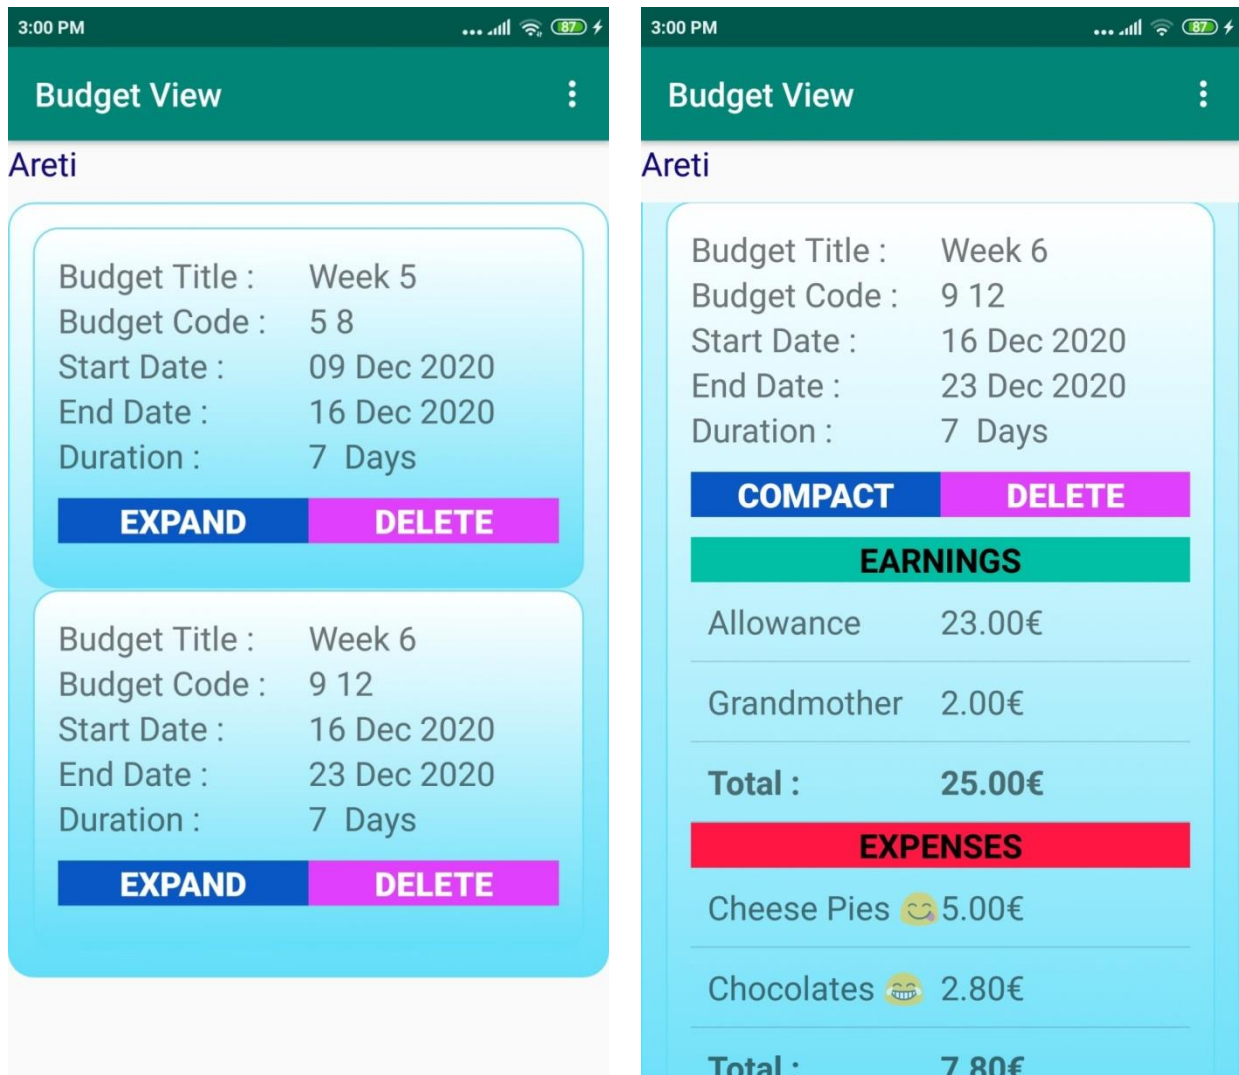 3:00 PM
87
Budget View
Areti
Budget Title : Week 5
Budget Code : 5 8
Start Date : 09 Dec 2020
End Date : 16 Dec 2020
Duration : 7 Days
EXPAND DELETE
Budget Title : Week 6
Budget Code : 9 12
Start Date : 16 Dec 2020
End Date : 23 Dec 2020
Duration : 7 Days
EXPAND DELETE
3:00 PM
87
Budget View
Areti
Budget Title : Week 6
Budget Code : 9 12
Start Date : 16 Dec 2020
End Date : 23 Dec 2020
Duration : 7 Days
COMPACT DELETE
EARNINGS
Allowance 23.00€
Grandmother 2.00€
Total : 25.00€
EXPENSES
Cheese Pies 😋 5.00€
Chocolates 😂 2.80€
Total : 7.80€